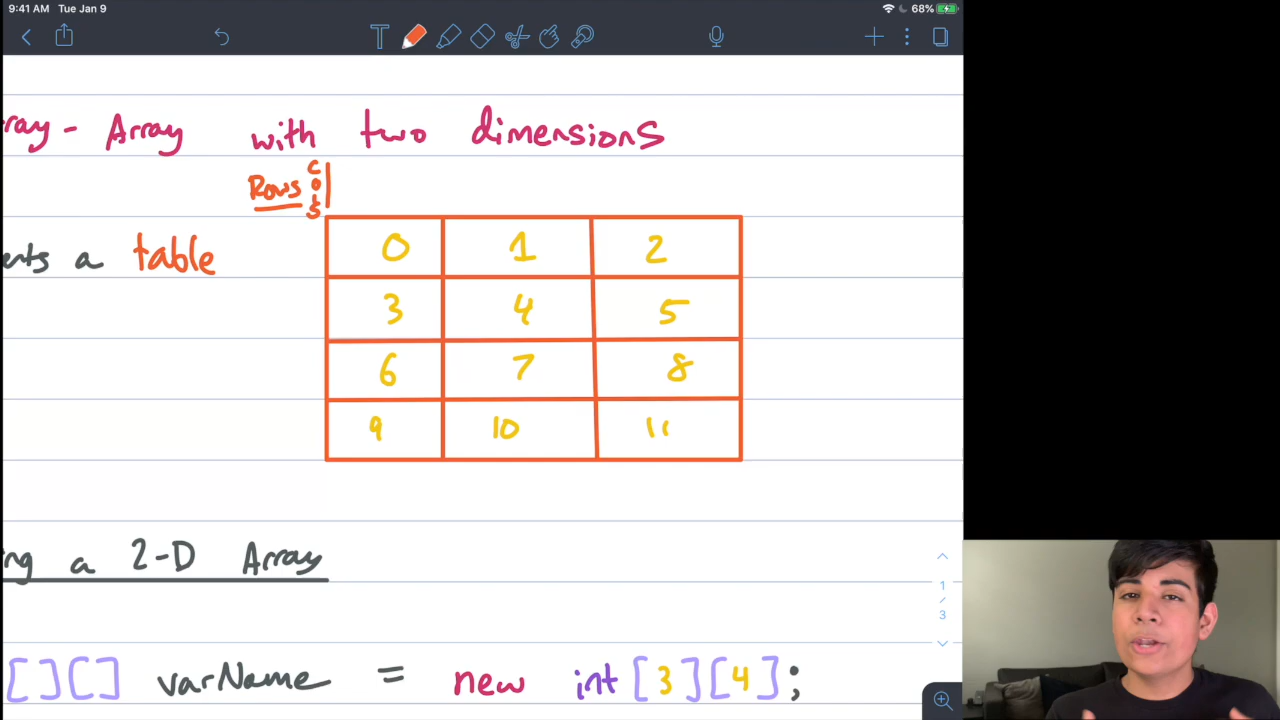 9:41 AM Tue Jan 9
68%
ray - Array with two dimensions
Rows
Cols
ents a table
0 1 2
3 4 5
6 7 8
9 10 11
ng a 2-D Array
1
/
3
[][] varName = new int[3][4];